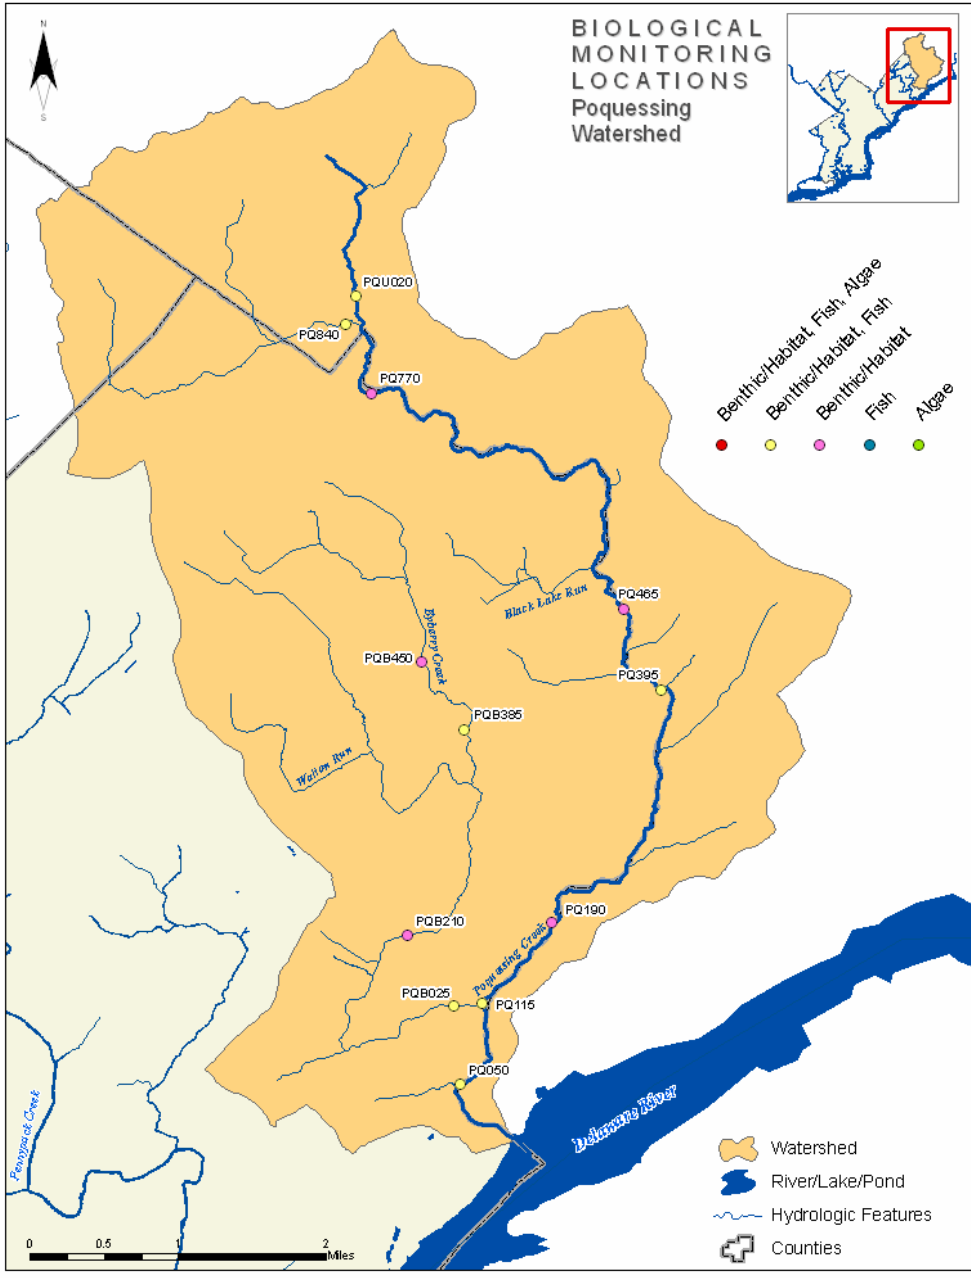 N
S
BIOLOGICAL
MONITORING
LOCATIONS
Poquessing
Watershed
Benthic/Habitat, Fish, Algae
Benthic/Habitat, Fish
Benthic/Habitat
Fish
Algae
PQU020
PQ840
PQ770
Black Lake Run
PQ465
Byberry Creek
PQB450
PQ395
PQB385
Walton Run
PQ190
PQB210
Poquessing Creek
PQB025
PQ115
PQ050
Pennypack Creek
Delaware River
Watershed
River/Lake/Pond
Hydrologic Features
Counties
0 0.5 1 2
Miles